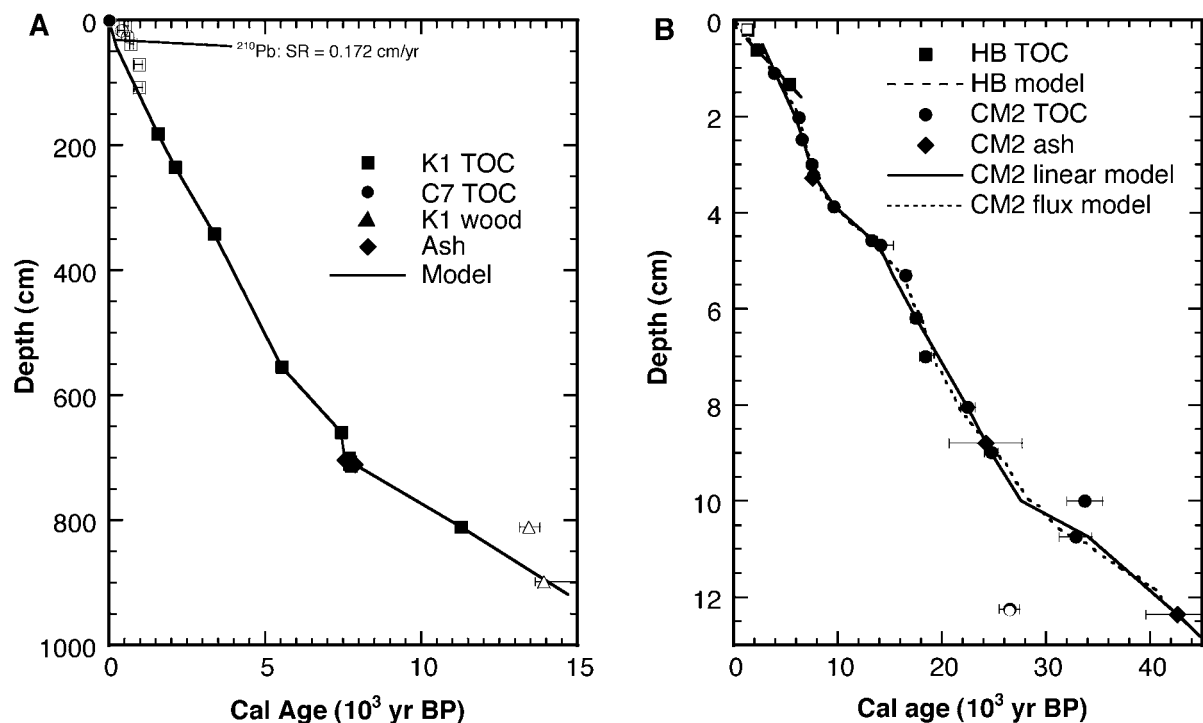 A
0
200
400
600
800
1000
Depth (cm)
²¹⁰Pb: SR = 0.172 cm/yr
K1 TOC
C7 TOC
K1 wood
Ash
Model
0 5 10 15
Cal Age (10³ yr BP)
B
0
2
4
6
8
10
12
Depth (cm)
HB TOC
HB model
CM2 TOC
CM2 ash
CM2 linear model
CM2 flux model
0 10 20 30 40
Cal age (10³ yr BP)